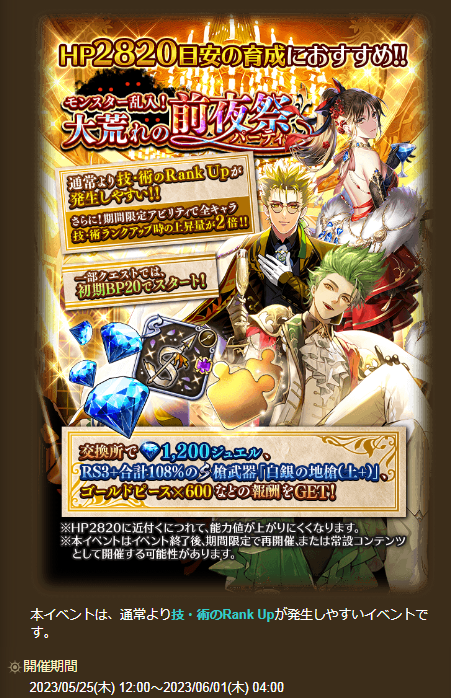 HP2820目安の育成におすすめ!!
モンスター乱入!
大荒れの前夜祭
パーティ
通常より技・術のRank Upが
発生しやすい!!
さらに!期間限定アビリティで全キャラ
技・術ランクアップ時の上昇量が2倍!!
一部クエストでは、
初期BP20でスタート!
交換所で1,200ジュエル、
RS3+合計108%の槍武器「白銀の地槍(土+)」、
ゴールドピース×600などの報酬をGET!
※HP2820に近付くにつれて、能力値が上がりにくくなります。
※本イベントはイベント終了後、期間限定で再開催、または常設コンテンツ
として開催する可能性があります。
本イベントは、通常より技・術のRank Upが発生しやすいイベントで
す。
開催期間
2023/05/25(木) 12:00～2023/06/01(木) 04:00